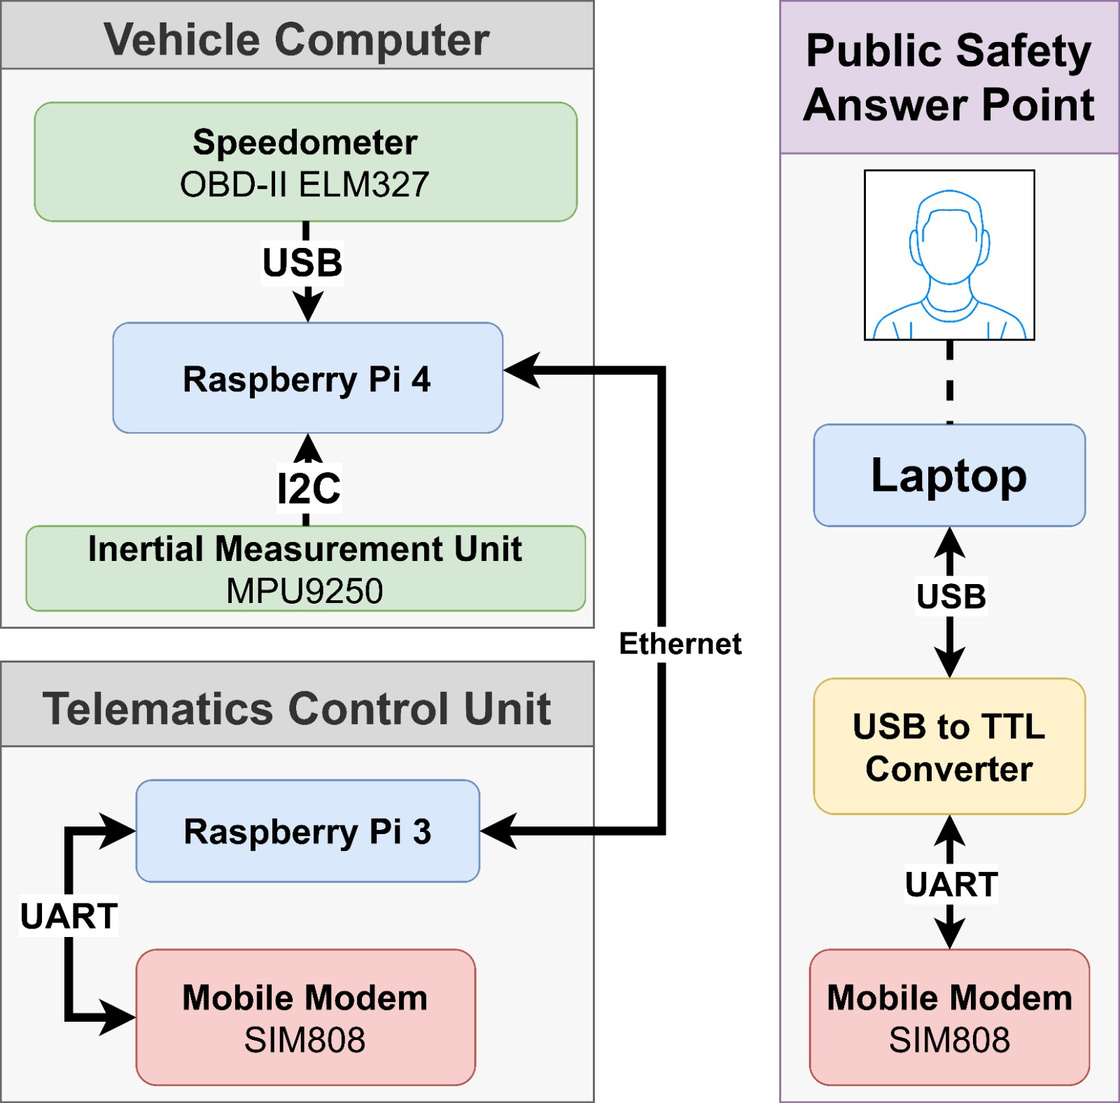 Vehicle Computer
Speedometer
OBD-II ELM327
USB
Raspberry Pi 4
I2C
Inertial Measurement Unit
MPU9250
Ethernet
Telematics Control Unit
Raspberry Pi 3
UART
Mobile Modem
SIM808
Public Safety
Answer Point
Laptop
USB
USB to TTL
Converter
UART
Mobile Modem
SIM808